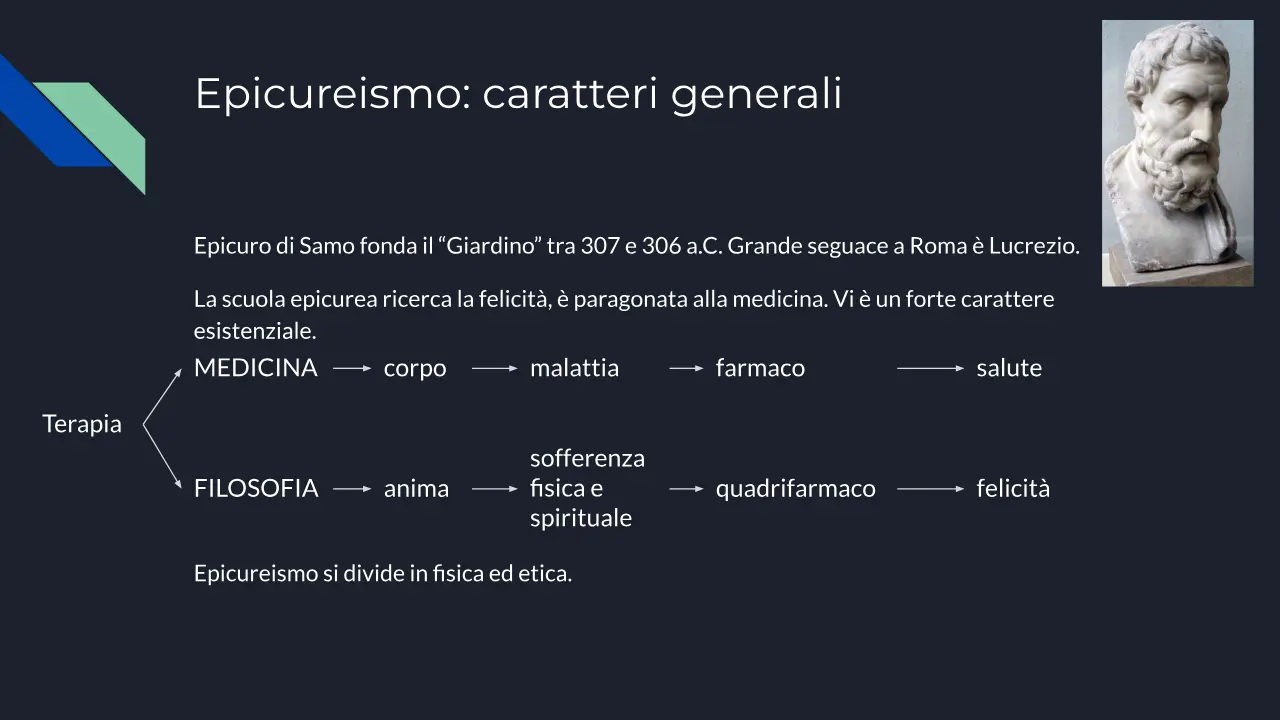 Epicureismo: caratteri generali
Epicuro di Samo fonda il “Giardino” tra 307 e 306 a.C. Grande seguace a Roma è Lucrezio.
La scuola epicurea ricerca la felicità, è paragonata alla medicina. Vi è un forte carattere
esistenziale.
MEDICINA corpo malattia farmaco salute
Terapia
FILOSOFIA anima sofferenza
fisica e
spirituale quadrifarmaco felicità
Epicureismo si divide in fisica ed etica.